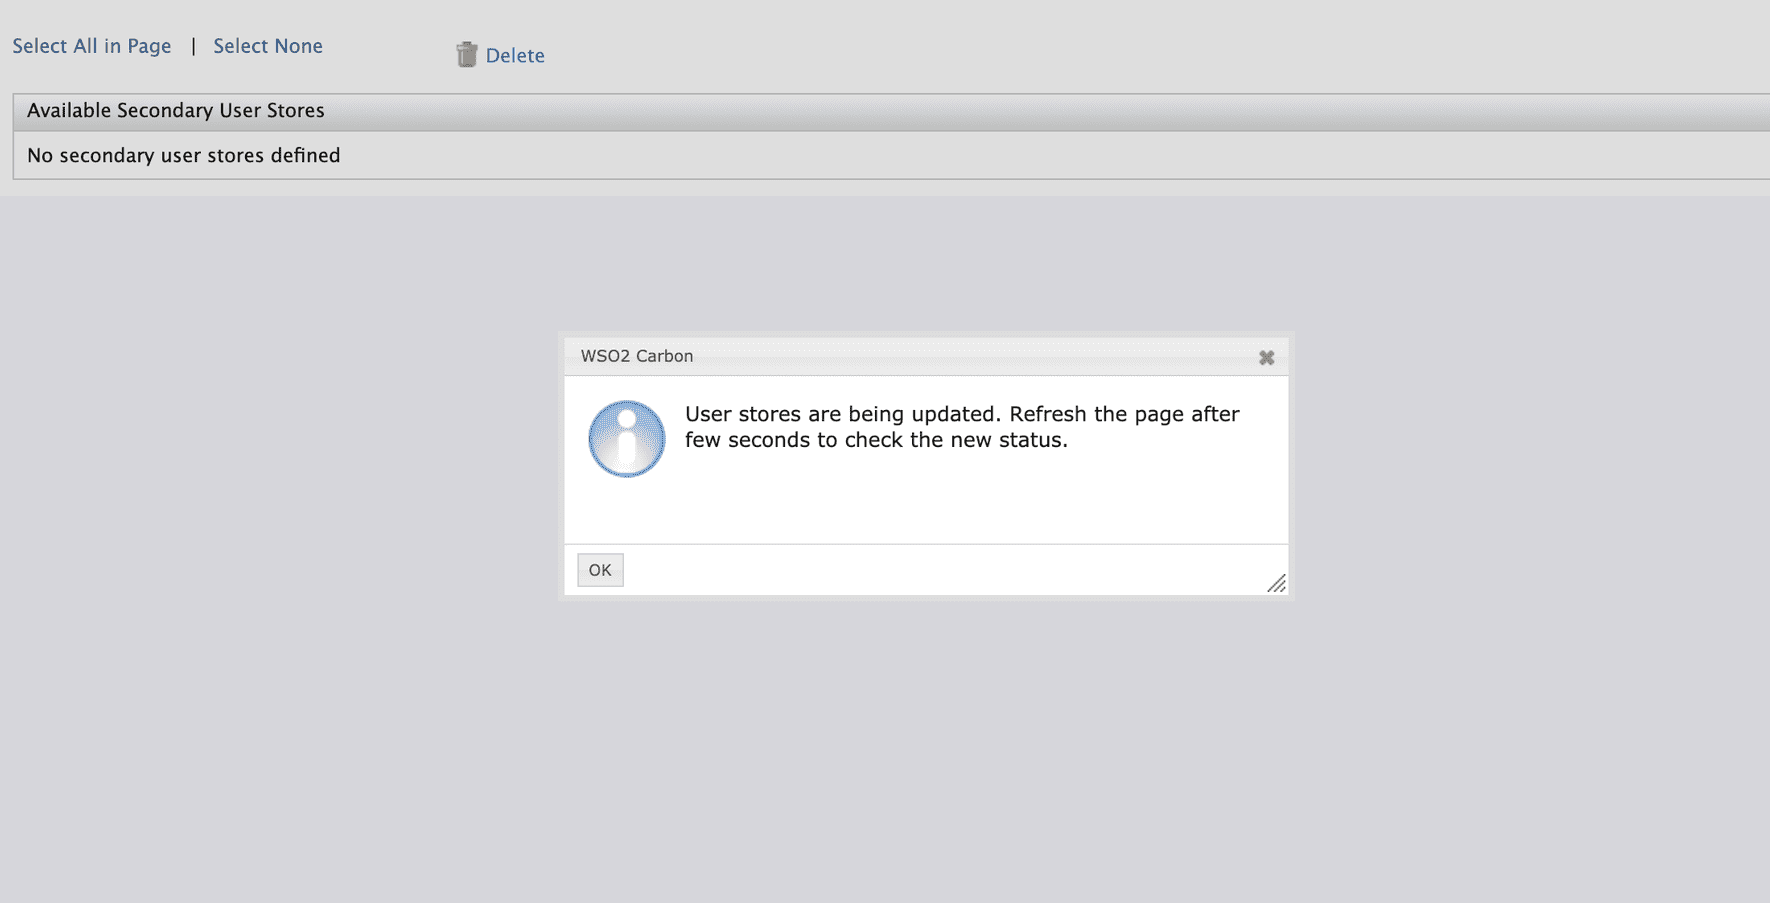 Select All in Page | Select None
Delete
Available Secondary User Stores
No secondary user stores defined
WSO2 Carbon
User stores are being updated. Refresh the page after
few seconds to check the new status.
OK